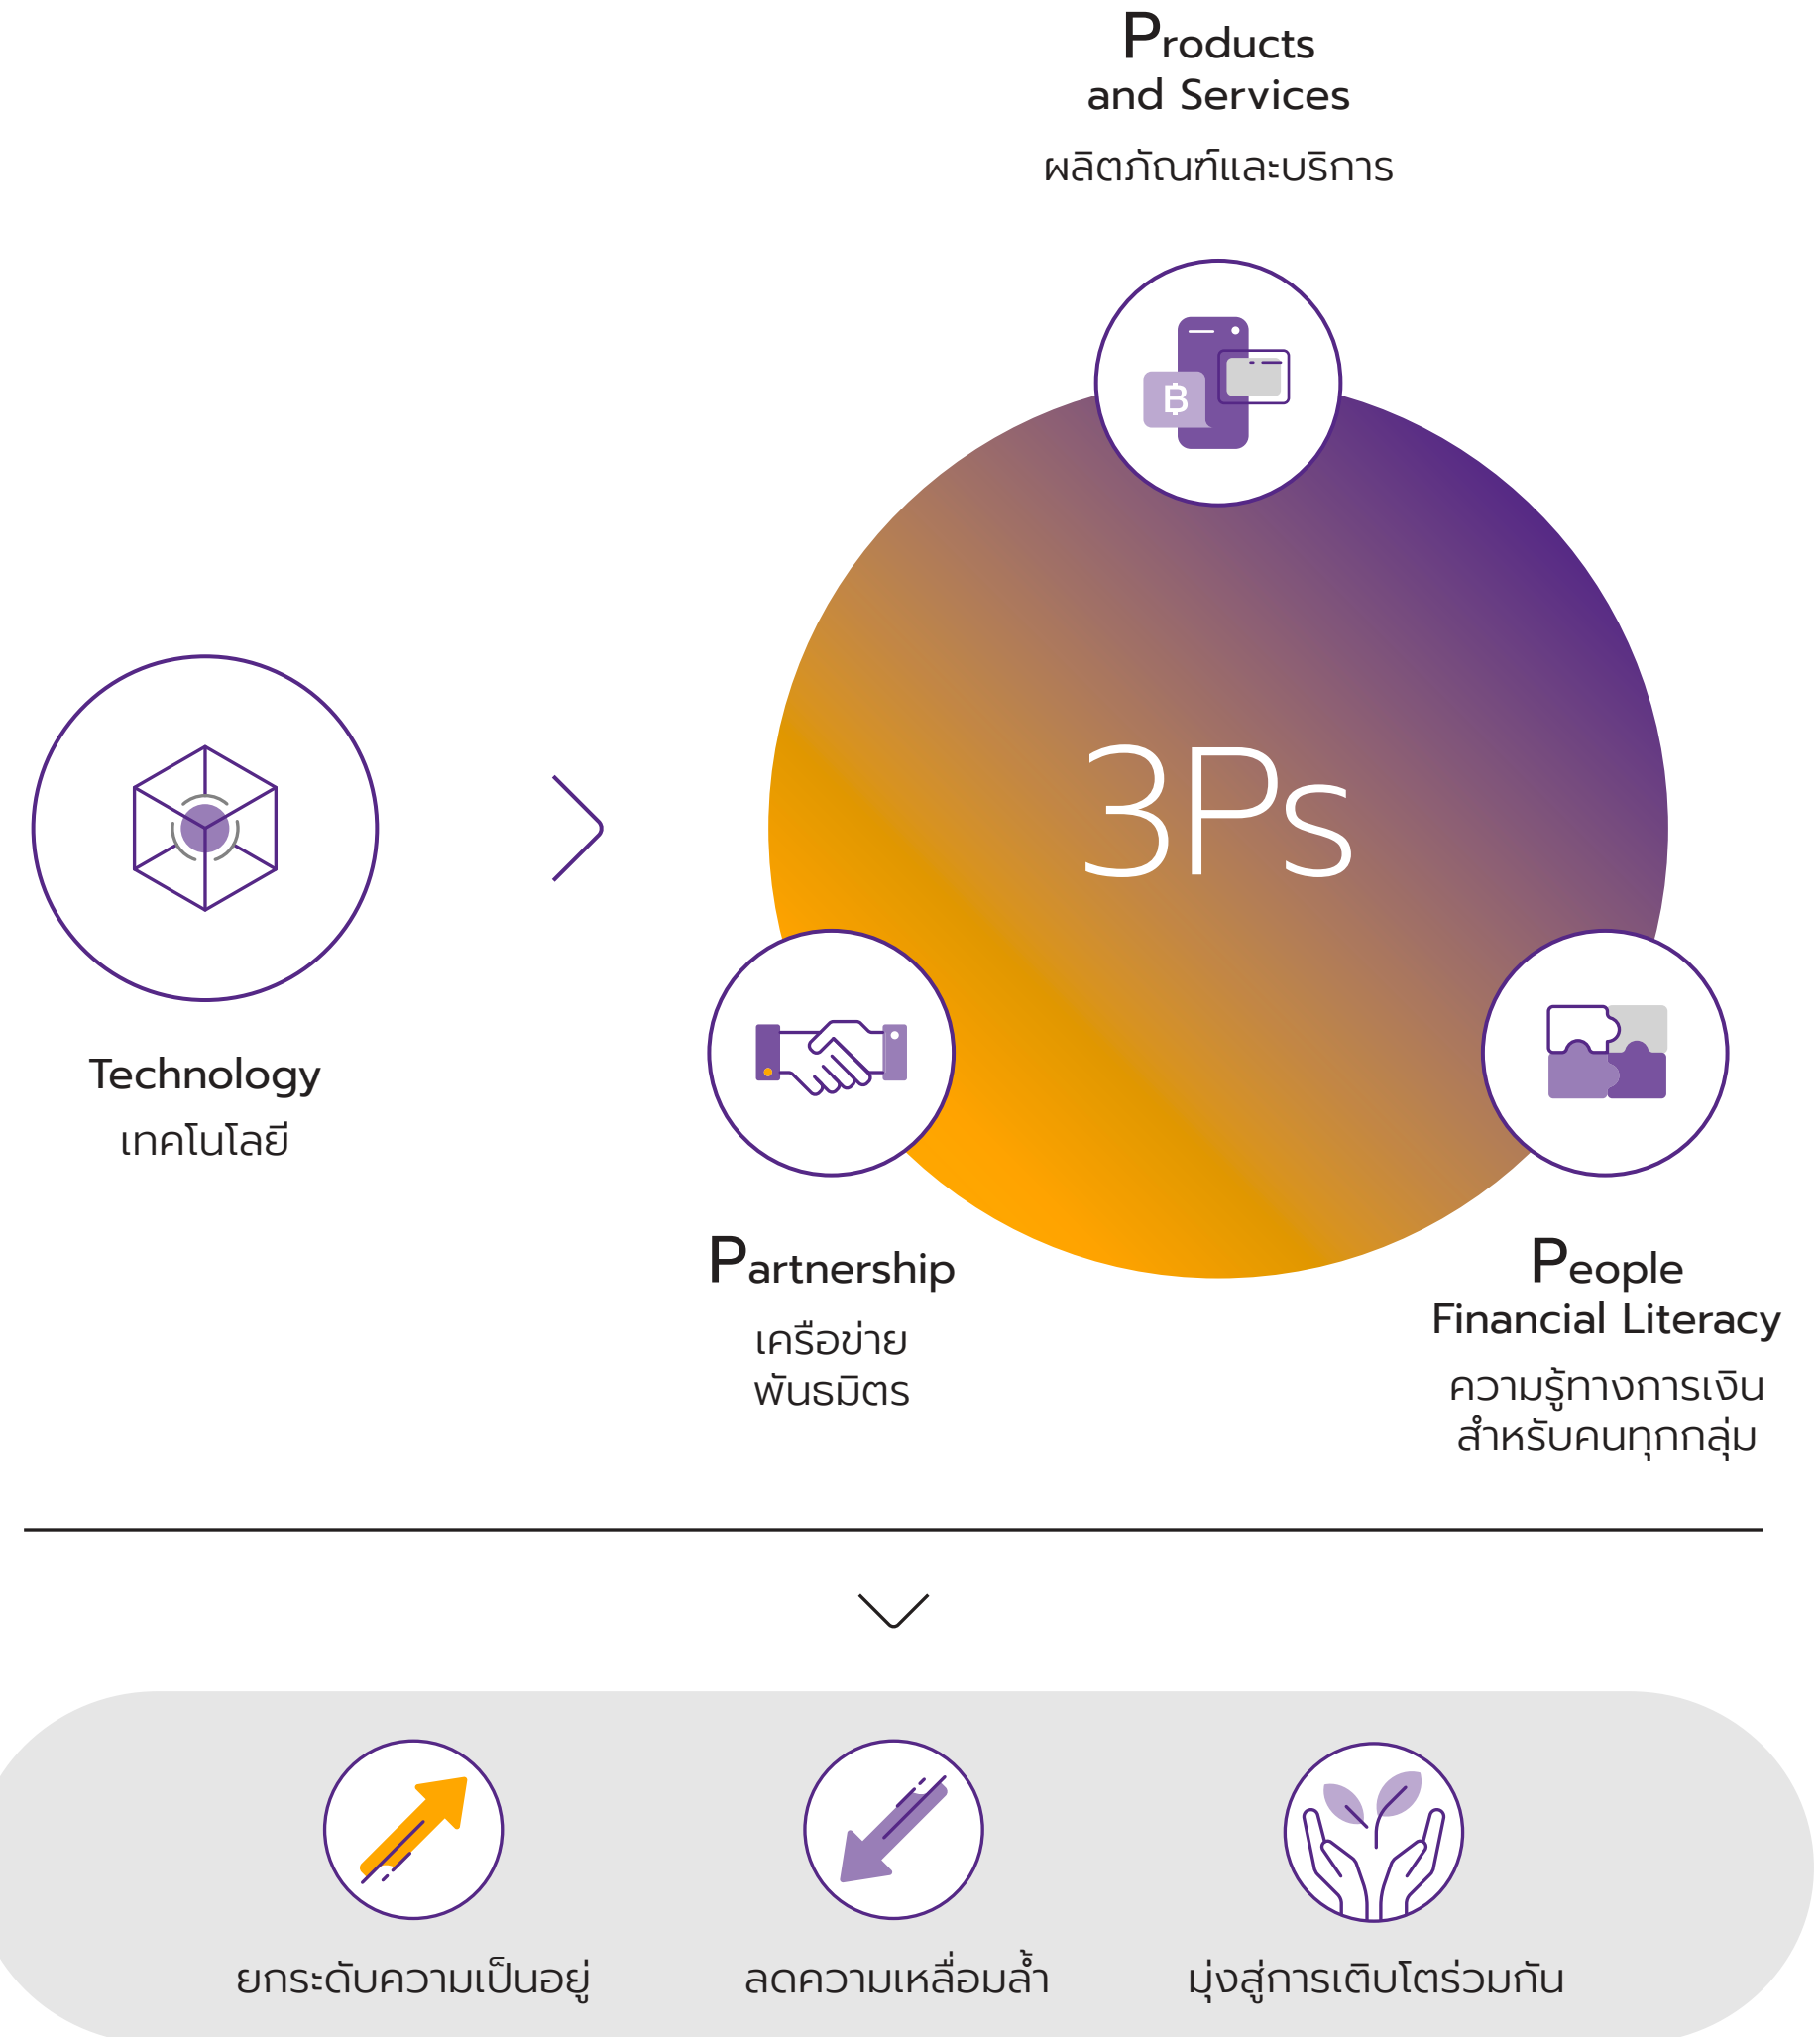 Products
and Services
ผลิตภัณฑ์และบริการ
฿
3Ps
Technology
เทคโนโลยี
Partnership
เครือข่าย
พันธมิตร
People
Financial Literacy
ความรู้ทางการเงิน
สำหรับคนทุกกลุ่ม
ยกระดับความเป็นอยู่
ลดความเหลื่อมล้ำ
มุ่งสู่การเติบโตร่วมกัน